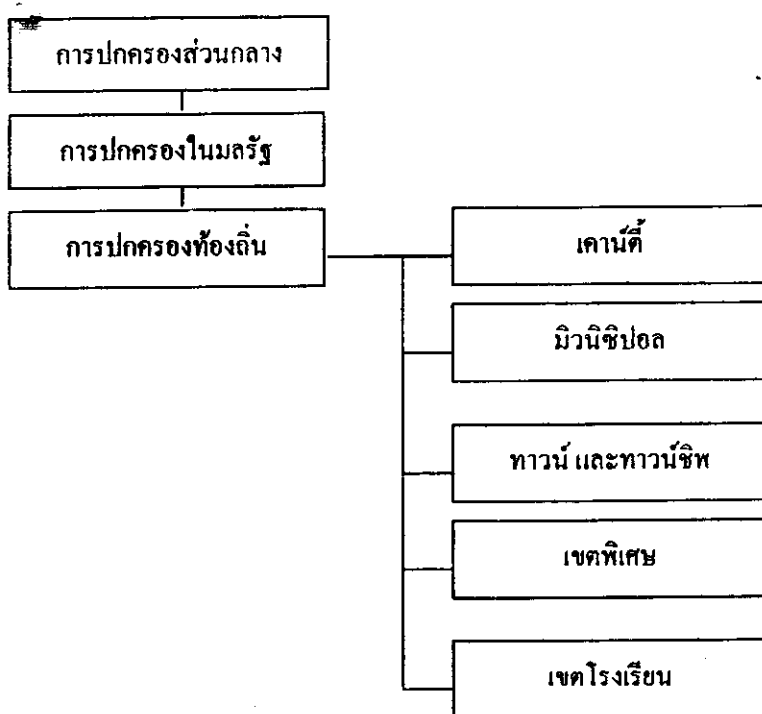 การปกครองส่วนกลาง
การปกครองในมลรัฐ
การปกครองท้องถิ่น
เคาน์ตี้
มิวนิซิปอล
ทาวน์ และทาวน์ชิพ
เขตพิเศษ
เขตโรงเรียน